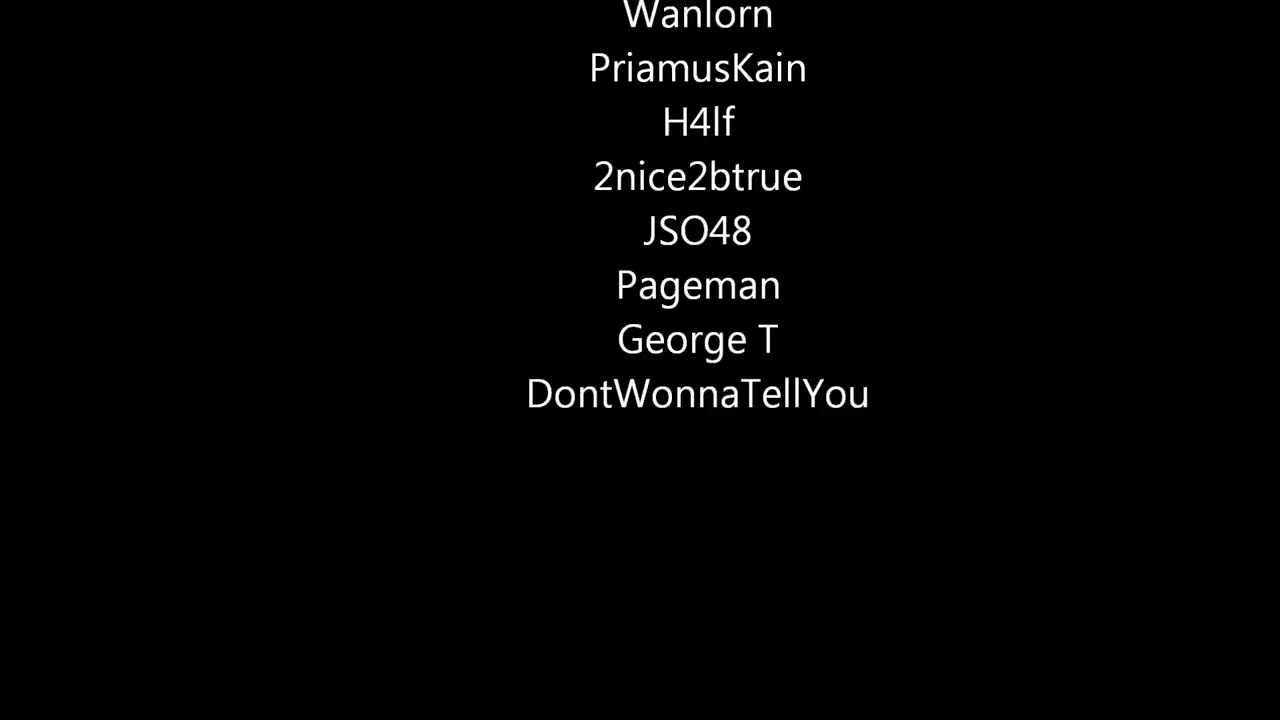 Wanlorn
PriamusKain
H4lf
2nice2btrue
JSO48
Pageman
George T
DontWonnaTellYou